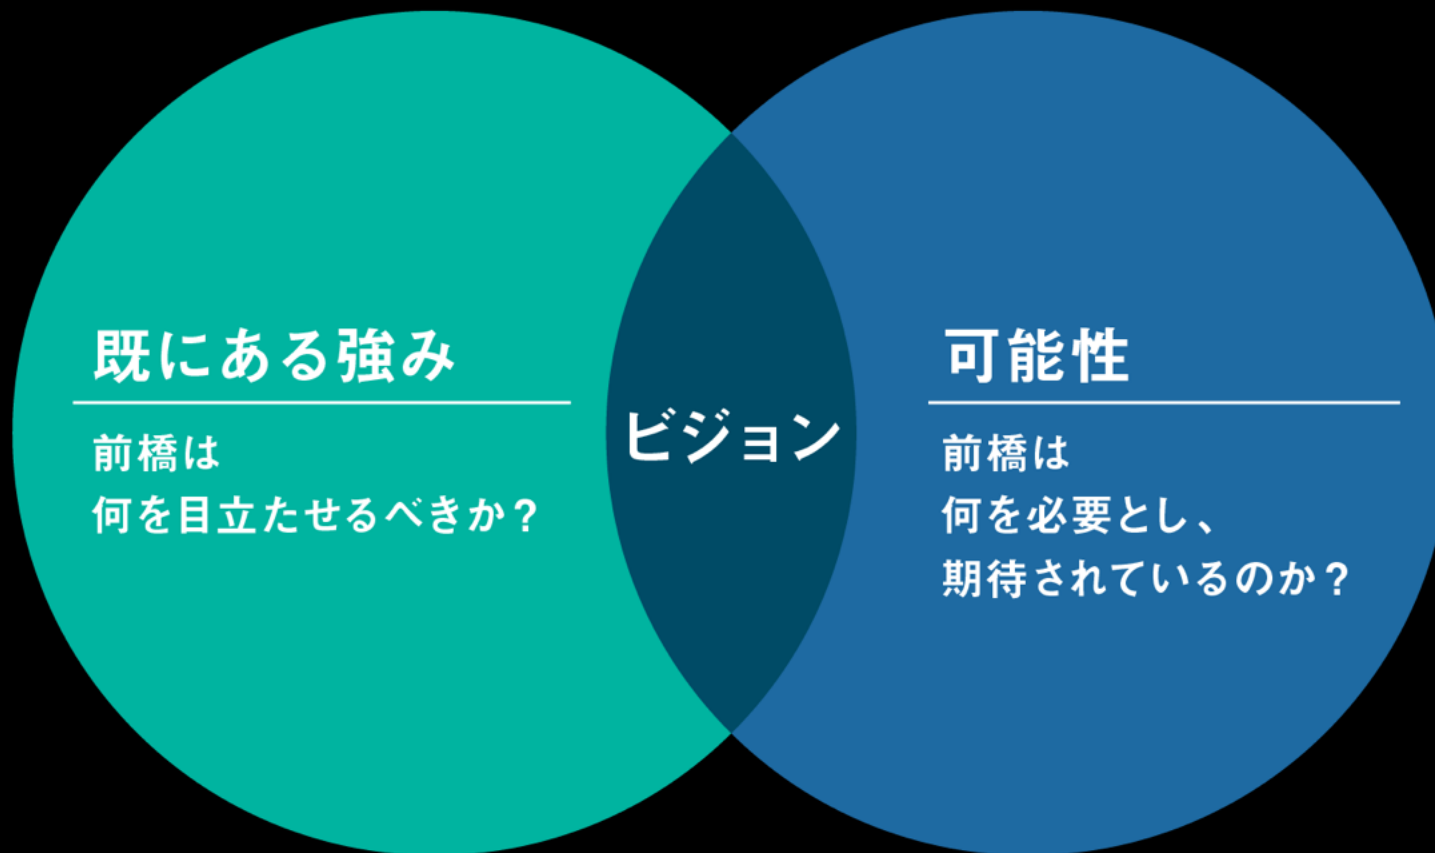 既にある強み
前橋は
何を目立たせるべきか？
ビジョン
可能性
前橋は
何を必要とし、
期待されているのか？